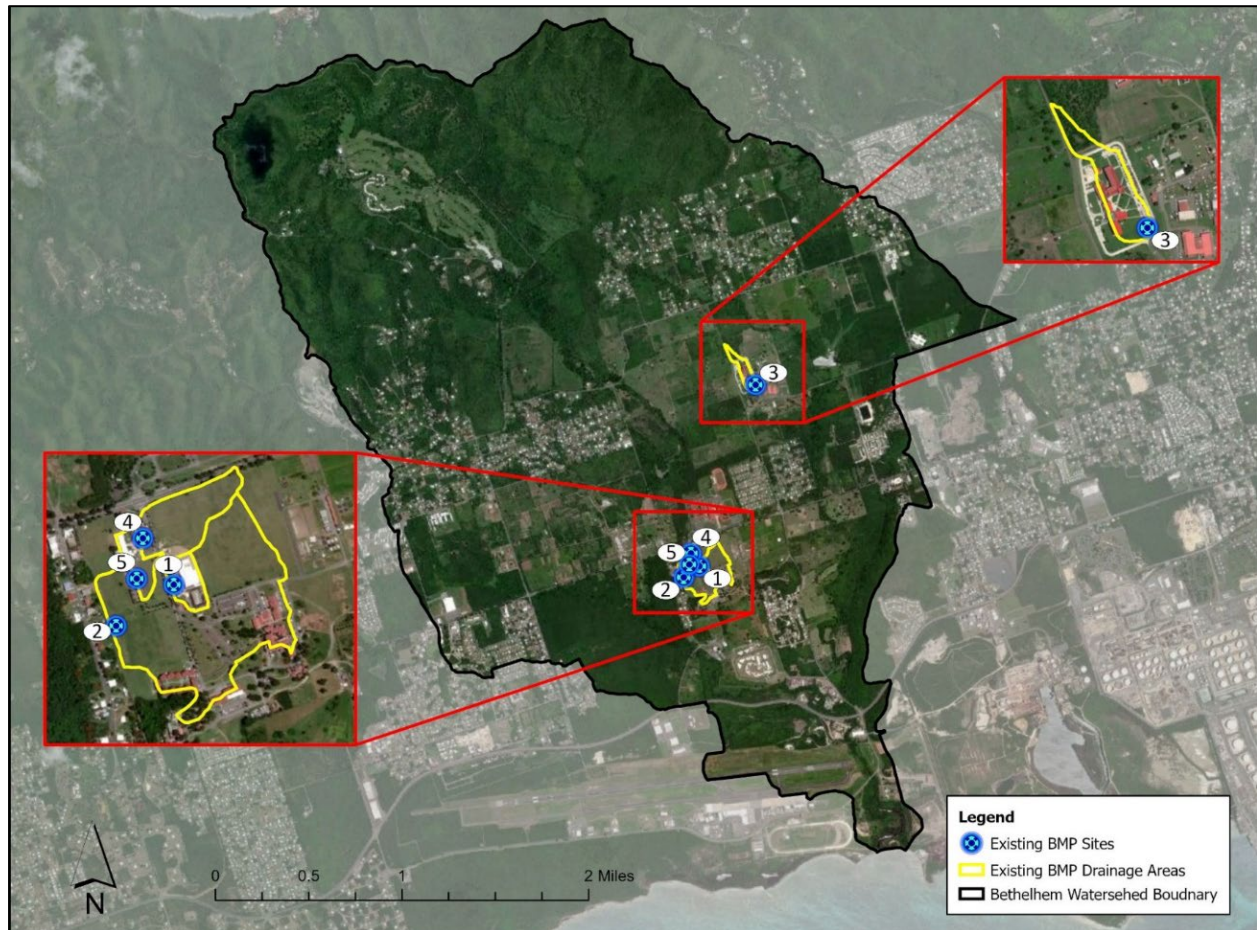 3
3
4
5
1
2
4
5
1
2
N
0 0.5 1 2 Miles
Legend
Existing BMP Sites
Existing BMP Drainage Areas
Bethelhem Watersehed Boudnary